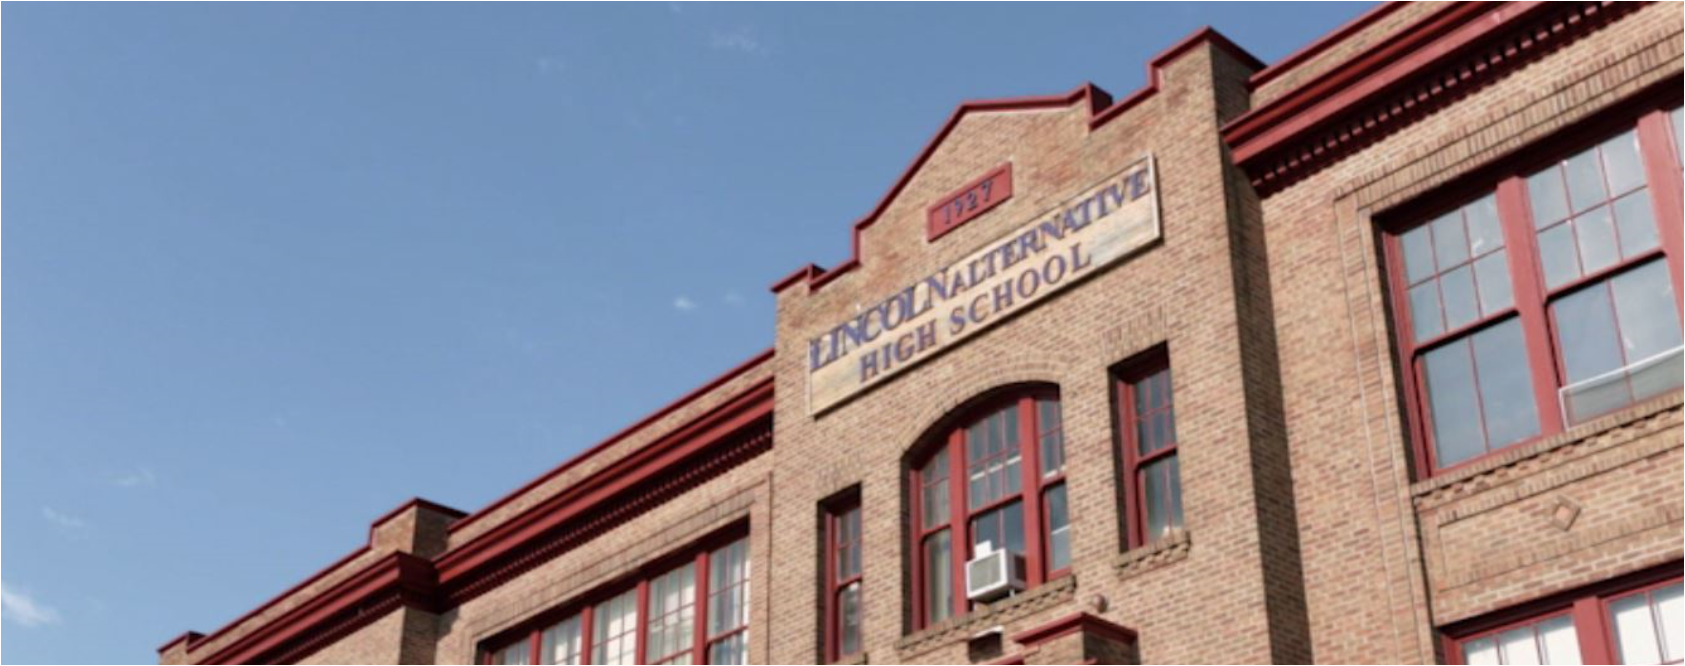 1927
LINCOLN ALTERNATIVE
HIGH SCHOOL